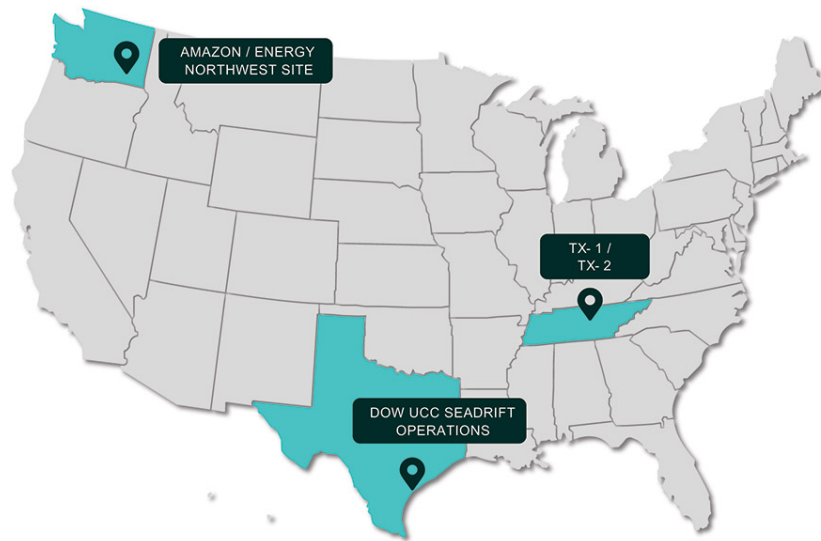 AMAZON / ENERGY
NORTHWEST SITE
TX- 1 /
TX- 2
DOW UCC SEADRIFT
OPERATIONS